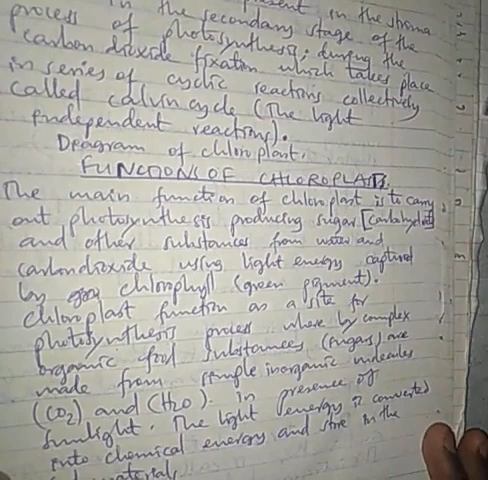 in the secondary stage of the
process of photosynthesis; during the
carbon dioxide fixation which takes place
in series of cyclic reactions collectively
called calvin cycle (The light
independent reactions).
Diagram of chloroplant.
FUNCTIONS OF CHLOROPLAST.
The main function of chloroplant is to carry
out photosynthesis producing sugar [carbohydrate]
and other substances from water and
carbondioxide using light energy captured
by chlorophyll (green pigment).
chloroplast function as a site for
photosynthesis process where by complex
organic food substances (sugars) are
made from simple inorganic molecules
(CO2) and (H2O). in presence of
Sunlight. The light energy is converted
into chemical energy and store in the
materials